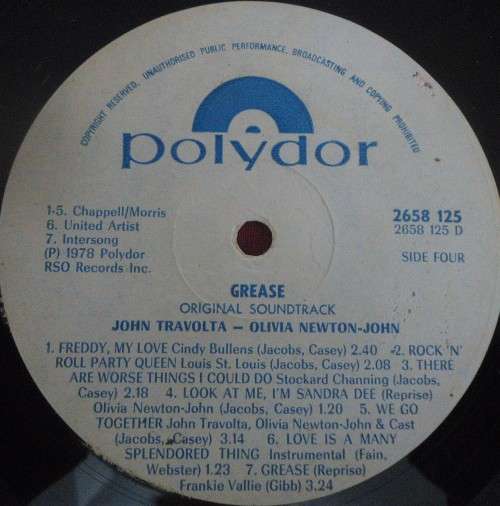 COPYRIGHT RESERVED, UNAUTHORISED PUBLIC PERFORMANCE, BROADCASTING AND COPYING PROHIBITED
polydor
1-5. Chappell/Morris
6. United Artist
7. Intersong
(P) 1978 Polydor
RSO Records Inc.
2658 125
2658 125 D
SIDE FOUR
GREASE
ORIGINAL SOUNDTRACK
JOHN TRAVOLTA – OLIVIA NEWTON-JOHN
1. FREDDY, MY LOVE Cindy Bullens (Jacobs, Casey) 2.40 2. ROCK 'N'
ROLL PARTY QUEEN Louis St. Louis (Jacobs, Casey) 2.08 3. THERE
ARE WORSE THINGS I COULD DO Stockard Channing (Jacobs,
Casey) 2.18 4. LOOK AT ME, I'M SANDRA DEE (Reprise)
Olivia Newton-John (Jacobs, Casey) 1.20 5. WE GO
TOGETHER John Travolta, Olivia Newton-John & Cast
(Jacobs, Casey) 3.14 6. LOVE IS A MANY
SPLENDORED THING Instrumental (Fain,
Webster) 1.23 7. GREASE (Reprise)
Frankie Vallie (Gibb) 3.24